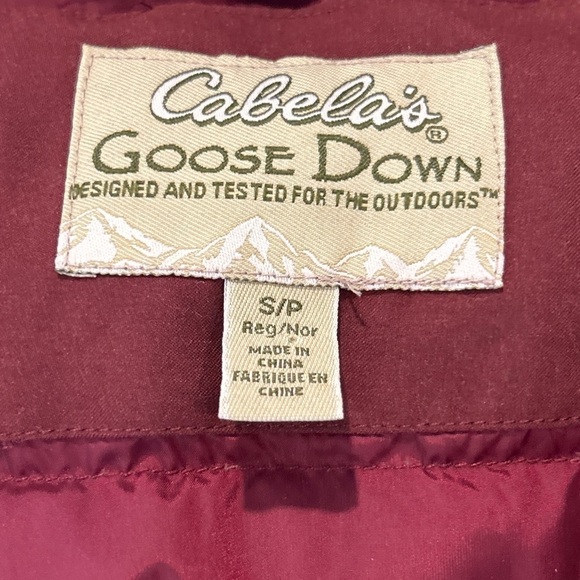 Cabela's®
GOOSE DOWN
DESIGNED AND TESTED FOR THE OUTDOORS™
S/P
Reg/Nor
MADE IN
CHINA
FABRIQUE EN
CHINE